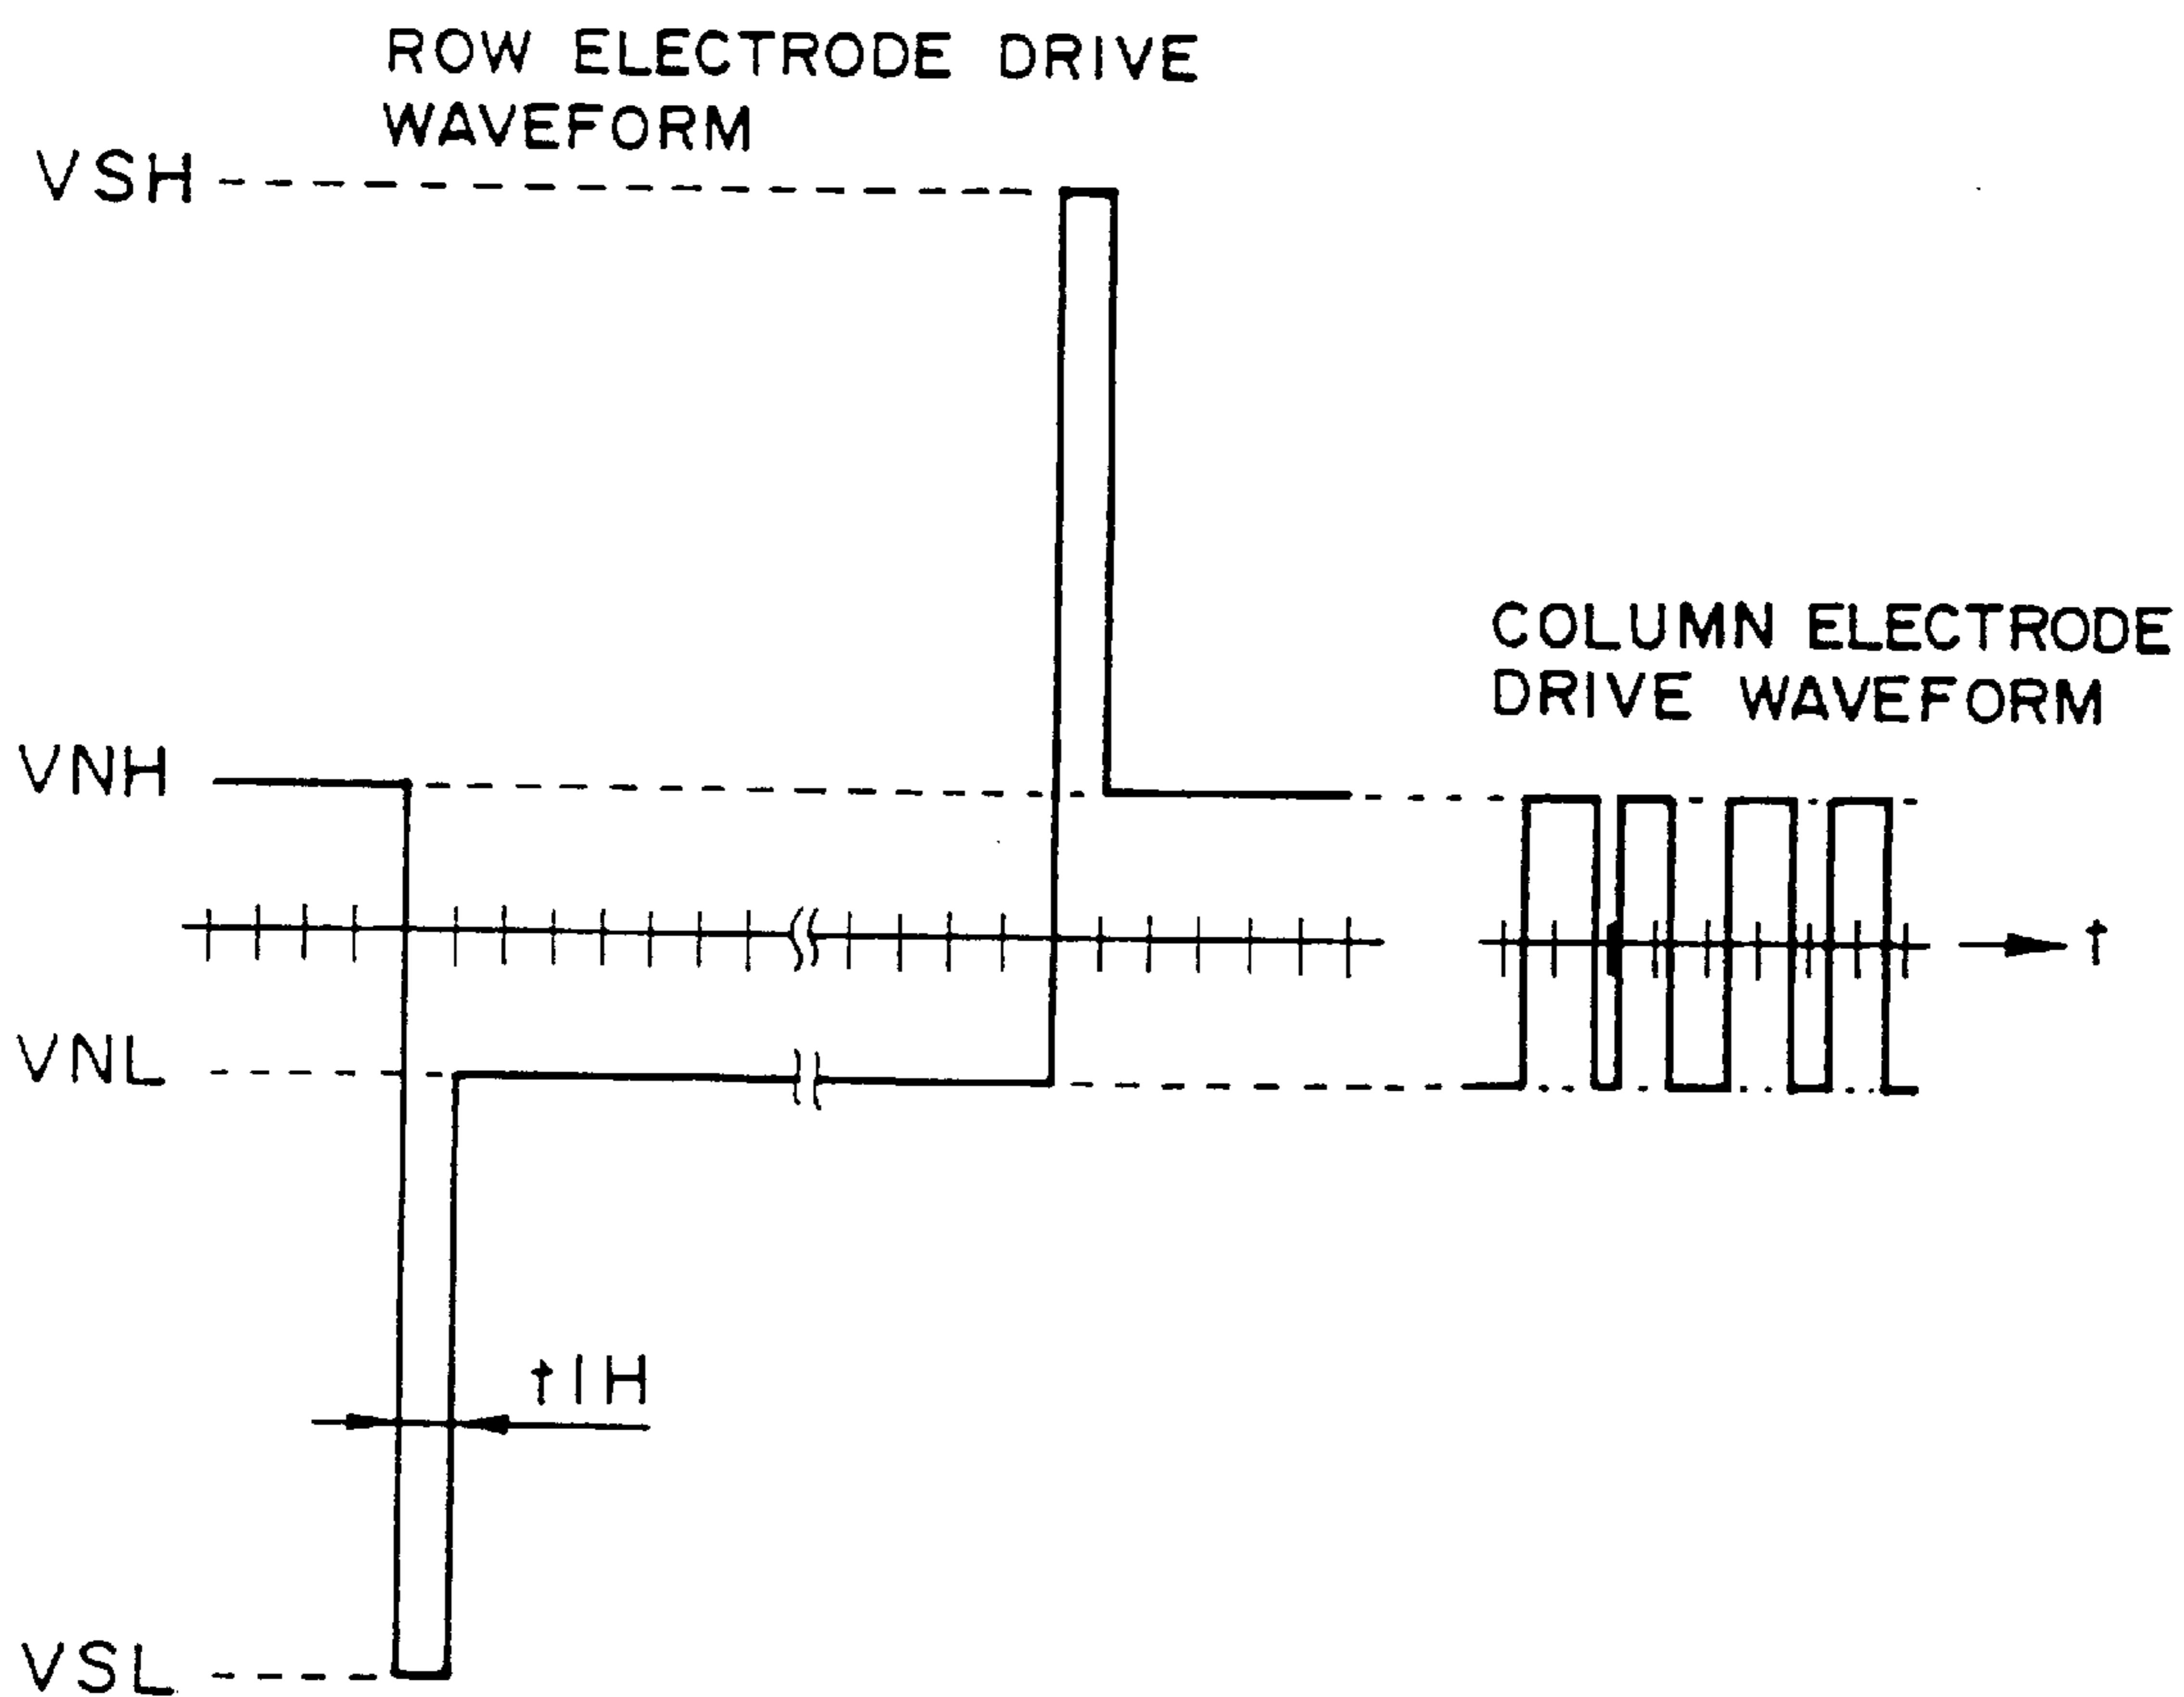 ROW ELECTRODE DRIVE
WAVEFORM
VSH
COLUMN ELECTRODE
DRIVE WAVEFORM
VNH
t
VNL
t1H
VSL